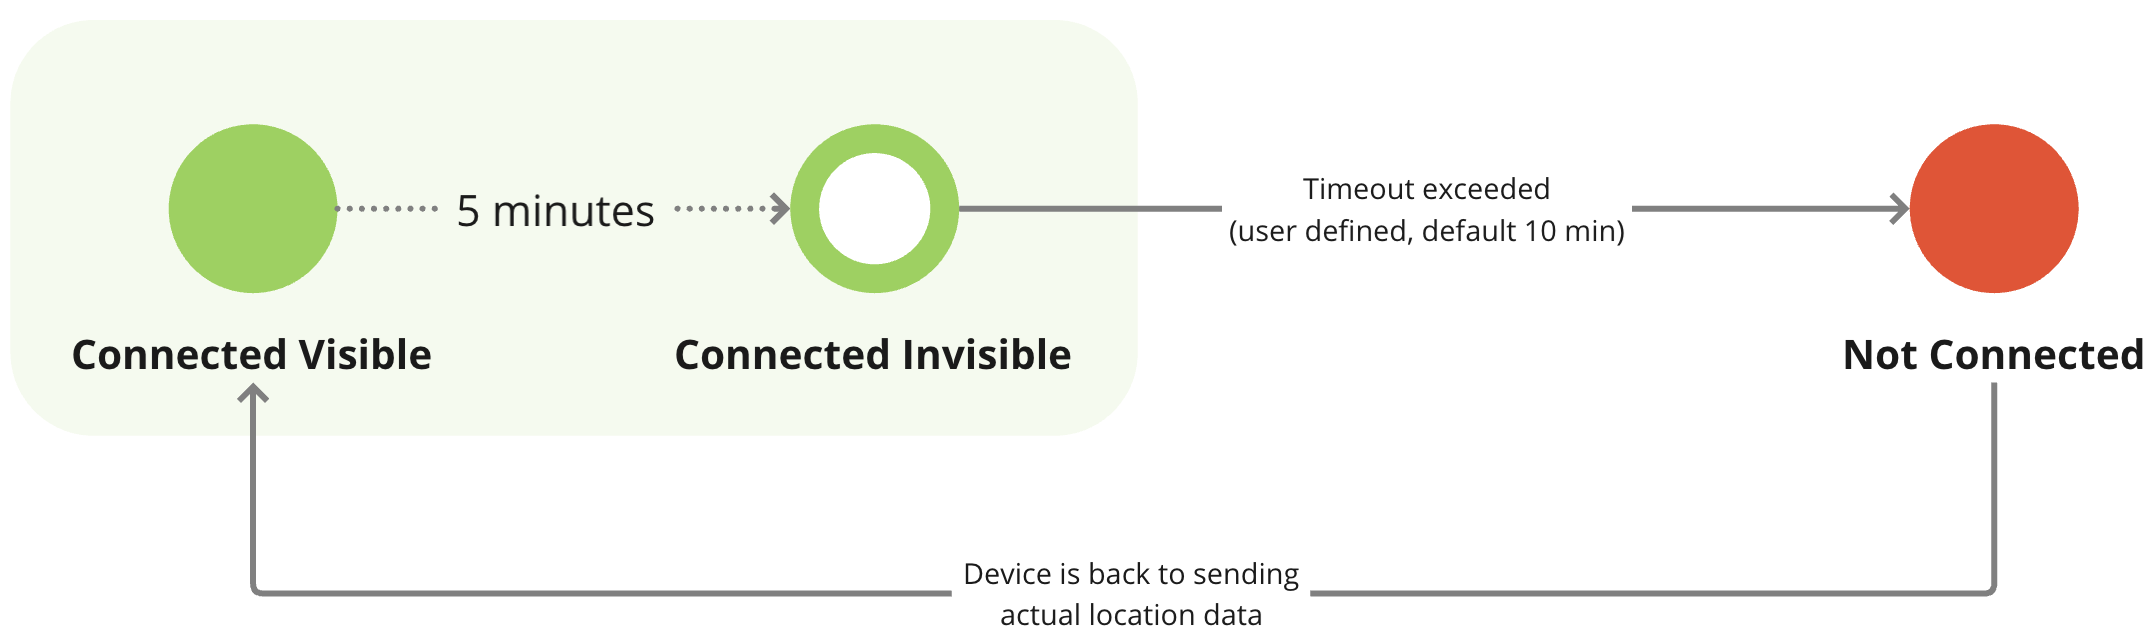 5 minutes
Timeout exceeded
(user defined, default 10 min)
Connected Visible
Connected Invisible
Not Connected
Device is back to sending
actual location data